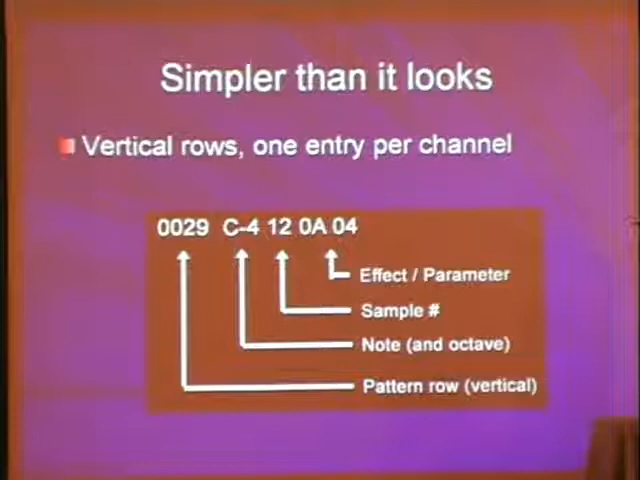 Simpler than it looks
Vertical rows, one entry per channel
0029 C-4 12 0A 04
Effect / Parameter
Sample #
Note (and octave)
Pattern row (vertical)